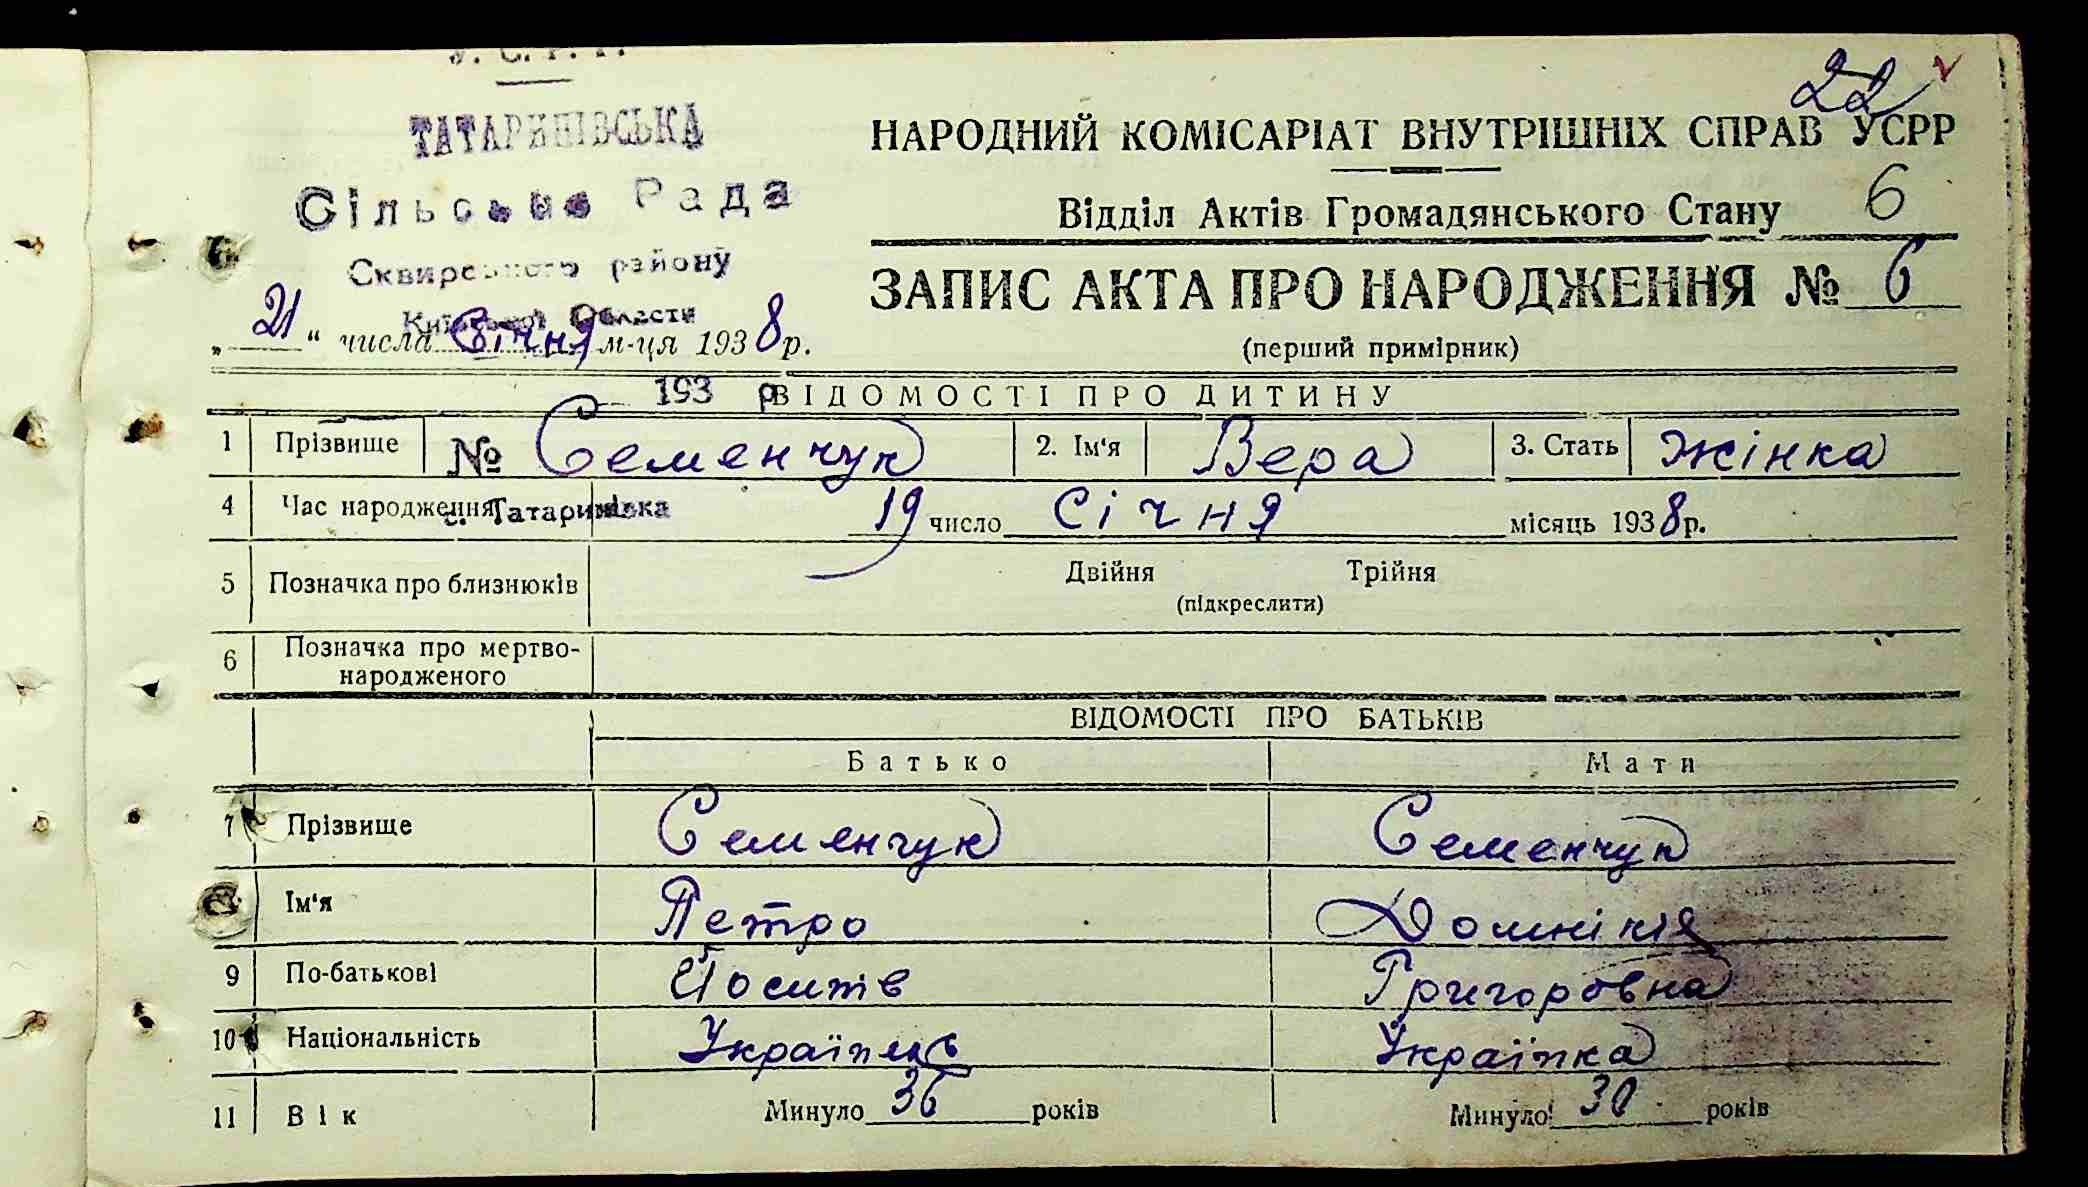 У. С. Р. Р.
ТАТАРИНІВСЬКА
Сільська Рада
Сквирського району
Київської Области
„21“ числа Січня м-ця 1938 р.
193 р
№
с. Татаринівка
22
НАРОДНИЙ КОМІСАРІАТ ВНУТРІШНІХ СПРАВ УСРР
Відділ Актів Громадянського Стану 6
ЗАПИС АКТА ПРО НАРОДЖЕННЯ № 6
(перший примірник)
ВІДОМОСТІ ПРО ДИТИНУ
1 Прізвище Семенчук 2. Ім'я Вера 3. Стать жінка
4 Час народження 19 число Січня місяць 1938 р.
5 Позначка про близнюків Двійня Трійня
(підкреслити)
6 Позначка про мертво-
народженого
ВІДОМОСТІ ПРО БАТЬКІВ
Батько Мати
7 Прізвище Семенчук Семенчук
Ім'я Петро Домнікія
9 По-батькові Йосипів Григоровна
10 Національність Українець Українка
11 Вік Минуло 36 років Минуло 30 років